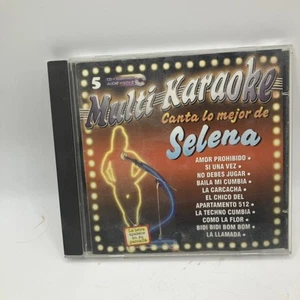 5
Multi Karaoke
Canta lo mejor de
Selena
AMOR PROHIBIDO
SI UNA VEZ
NO DEBES JUGAR
BAILA MI CUMBIA
LA CARCACHA
EL CHICO DEL
APARTAMENTO 512
LA TECHNO CUMBIA
COMO LA FLOR
BIDI BIDI BOM BOM
LA LLAMADA